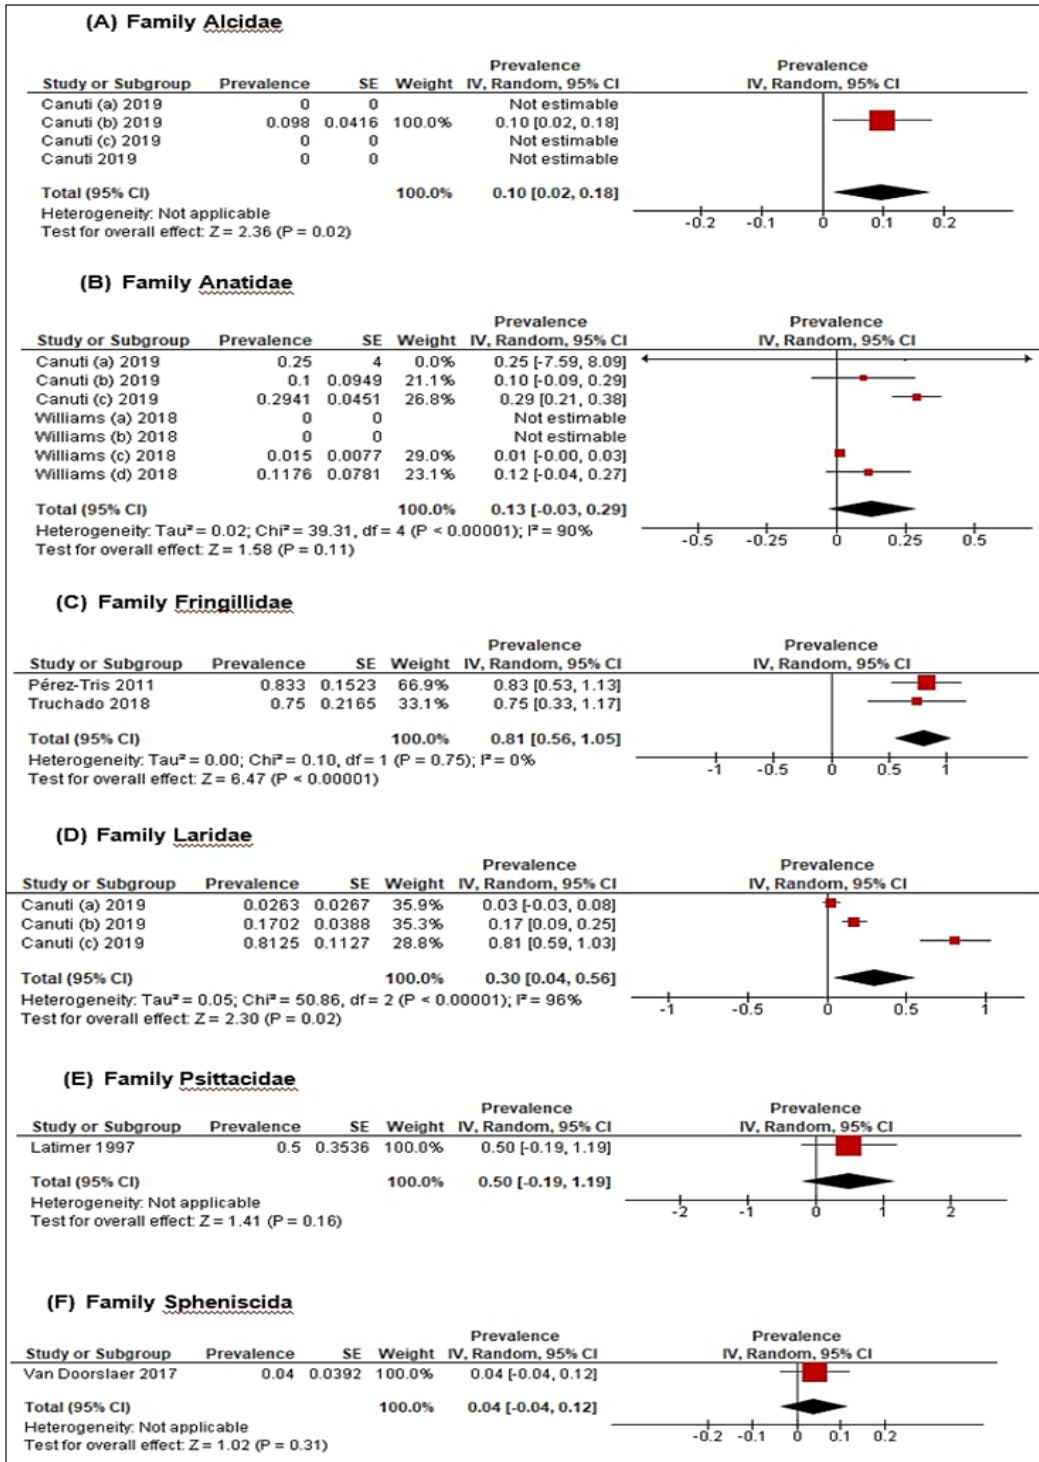 (A) Family Alcidae
Prevalence Prevalence
Study or Subgroup Prevalence SE Weight IV, Random, 95% CI IV, Random, 95% CI
Canuti (a) 2019 0 0 Not estimable
Canuti (b) 2019 0.098 0.0416 100.0% 0.10 [0.02, 0.18]
Canuti (c) 2019 0 0 Not estimable
Canuti 2019 0 0 Not estimable
Total (95% CI) 100.0% 0.10 [0.02, 0.18]
Heterogeneity: Not applicable
Test for overall effect: Z = 2.36 (P = 0.02)
-0.2 -0.1 0 0.1 0.2
(B) Family Anatidae
Prevalence Prevalence
Study or Subgroup Prevalence SE Weight IV, Random, 95% CI IV, Random, 95% CI
Canuti (a) 2019 0.25 4 0.0% 0.25 [-7.59, 8.09]
Canuti (b) 2019 0.1 0.0949 21.1% 0.10 [-0.09, 0.29]
Canuti (c) 2019 0.2941 0.0451 26.8% 0.29 [0.21, 0.38]
Williams (a) 2018 0 0 Not estimable
Williams (b) 2018 0 0 Not estimable
Williams (c) 2018 0.015 0.0077 29.0% 0.01 [-0.00, 0.03]
Williams (d) 2018 0.1176 0.0781 23.1% 0.12 [-0.04, 0.27]
Total (95% CI) 100.0% 0.13 [-0.03, 0.29]
Heterogeneity: Tau² = 0.02; Chi² = 39.31, df = 4 (P < 0.00001); I² = 90%
Test for overall effect: Z = 1.58 (P = 0.11)
-0.5 -0.25 0 0.25 0.5
(C) Family Fringillidae
Prevalence Prevalence
Study or Subgroup Prevalence SE Weight IV, Random, 95% CI IV, Random, 95% CI
Pérez-Tris 2011 0.833 0.1523 66.9% 0.83 [0.53, 1.13]
Truchado 2018 0.75 0.2165 33.1% 0.75 [0.33, 1.17]
Total (95% CI) 100.0% 0.81 [0.56, 1.05]
Heterogeneity: Tau² = 0.00; Chi² = 0.10, df = 1 (P = 0.75); I² = 0%
Test for overall effect: Z = 6.47 (P < 0.00001)
-1 -0.5 0 0.5 1
(D) Family Laridae
Prevalence Prevalence
Study or Subgroup Prevalence SE Weight IV, Random, 95% CI IV, Random, 95% CI
Canuti (a) 2019 0.0263 0.0267 35.9% 0.03 [-0.03, 0.08]
Canuti (b) 2019 0.1702 0.0388 35.3% 0.17 [0.09, 0.25]
Canuti (c) 2019 0.8125 0.1127 28.8% 0.81 [0.59, 1.03]
Total (95% CI) 100.0% 0.30 [0.04, 0.56]
Heterogeneity: Tau² = 0.05; Chi² = 50.86, df = 2 (P < 0.00001); I² = 96%
Test for overall effect: Z = 2.30 (P = 0.02)
-1 -0.5 0 0.5 1
(E) Family Psittacidae
Prevalence Prevalence
Study or Subgroup Prevalence SE Weight IV, Random, 95% CI IV, Random, 95% CI
Latimer 1997 0.5 0.3536 100.0% 0.50 [-0.19, 1.19]
Total (95% CI) 100.0% 0.50 [-0.19, 1.19]
Heterogeneity: Not applicable
Test for overall effect: Z = 1.41 (P = 0.16)
-2 -1 0 1 2
(F) Family Spheniscida
Prevalence Prevalence
Study or Subgroup Prevalence SE Weight IV, Random, 95% CI IV, Random, 95% CI
Van Doorslaer 2017 0.04 0.0392 100.0% 0.04 [-0.04, 0.12]
Total (95% CI) 100.0% 0.04 [-0.04, 0.12]
Heterogeneity: Not applicable
Test for overall effect: Z = 1.02 (P = 0.31)
-0.2 -0.1 0 0.1 0.2